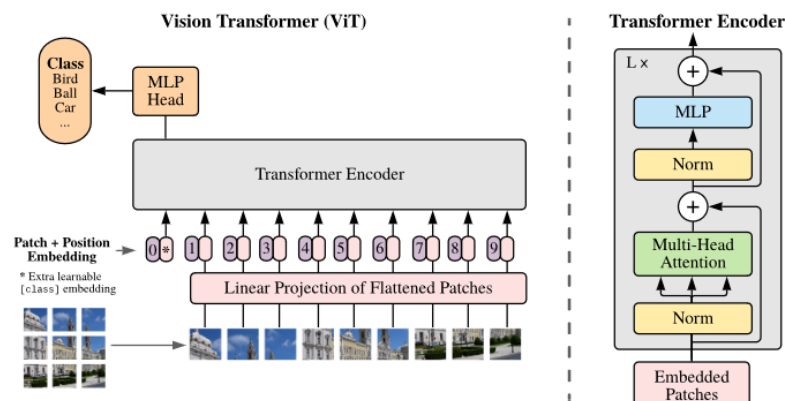 Vision Transformer (ViT)
Class
Bird
Ball
Car
...
MLP
Head
Transformer Encoder
Patch + Position
Embedding
* Extra learnable
[class] embedding
0 * 1 2 3 4 5 6 7 8 9
Linear Projection of Flattened Patches
Transformer Encoder
L ×
+
MLP
Norm
+
Multi-Head
Attention
Norm
Embedded
Patches